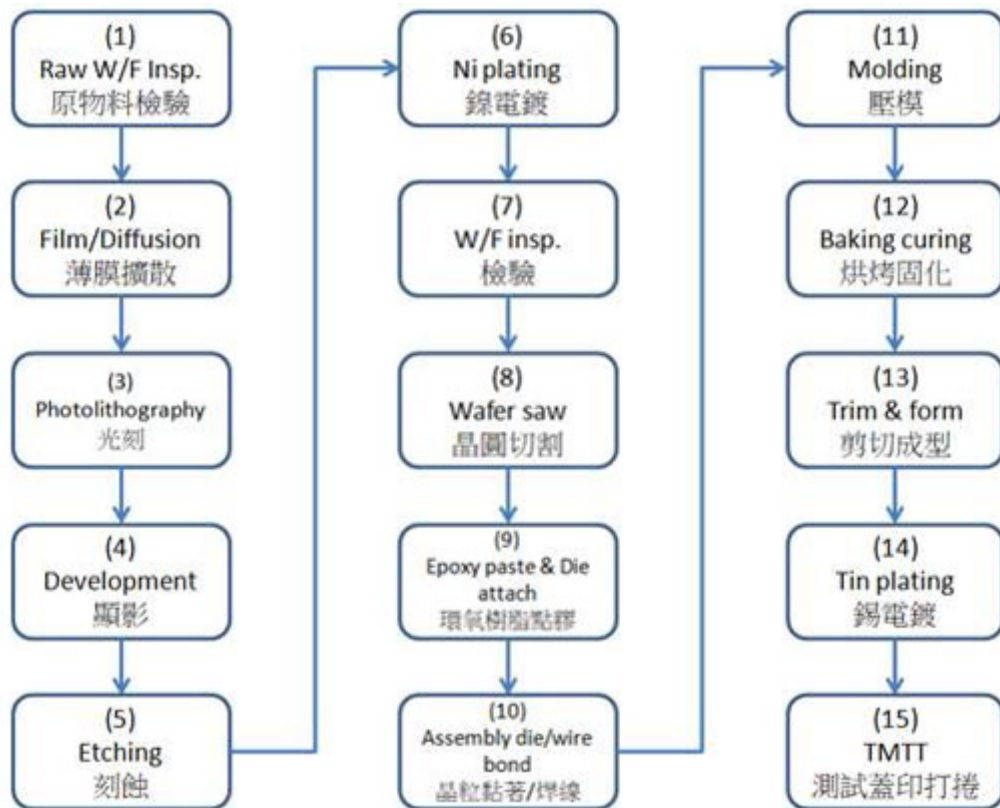 (1)
Raw W/F Insp.
原物料檢驗
(2)
Film/Diffusion
薄膜擴散
(3)
Photolithography
光刻
(4)
Development
顯影
(5)
Etching
刻蝕
(6)
Ni plating
鎳電鍍
(7)
W/F insp.
檢驗
(8)
Wafer saw
晶圓切割
(9)
Epoxy paste & Die
attach
環氧樹脂點膠
(10)
Assembly die/wire
bond
晶粒黏著/焊線
(11)
Molding
壓模
(12)
Baking curing
烘烤固化
(13)
Trim & form
剪切成型
(14)
Tin plating
錫電鍍
(15)
TMTT
測試蓋印打捲